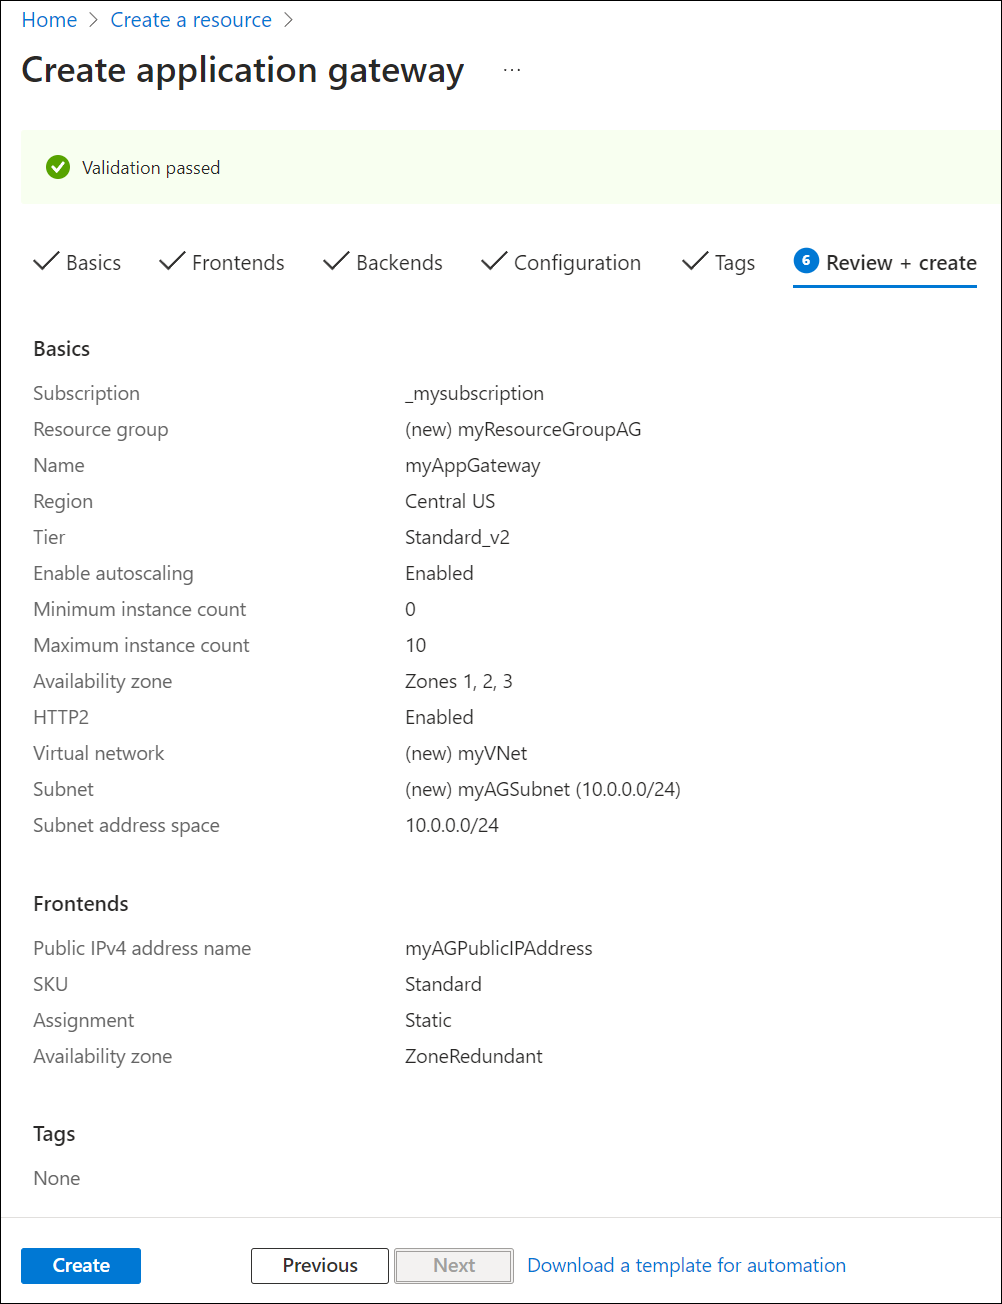 Home > Create a resource >
Create application gateway ...
Validation passed
Basics Frontends Backends Configuration Tags 6 Review + create
Basics
Subscription _mysubscription
Resource group (new) myResourceGroupAG
Name myAppGateway
Region Central US
Tier Standard_v2
Enable autoscaling Enabled
Minimum instance count 0
Maximum instance count 10
Availability zone Zones 1, 2, 3
HTTP2 Enabled
Virtual network (new) myVNet
Subnet (new) myAGSubnet (10.0.0.0/24)
Subnet address space 10.0.0.0/24
Frontends
Public IPv4 address name myAGPublicIPAddress
SKU Standard
Assignment Static
Availability zone ZoneRedundant
Tags
None
Create Previous Next Download a template for automation